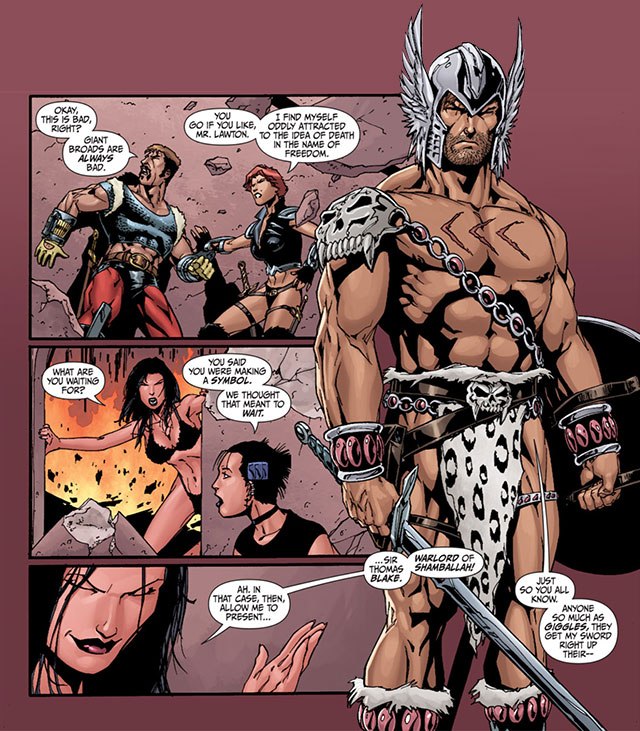 OKAY,
THIS IS BAD,
RIGHT?
GIANT
BROADS ARE
ALWAYS
BAD.
YOU
GO IF YOU LIKE,
MR. LAWTON.
I FIND MYSELF
ODDLY ATTRACTED
TO THE IDEA OF DEATH
IN THE NAME OF
FREEDOM.
WHAT ARE
YOU WAITING
FOR?
YOU SAID
YOU WERE MAKING
A SYMBOL.
WE THOUGHT
THAT MEANT TO
WAIT.
AH. IN
THAT CASE, THEN,
ALLOW ME TO
PRESENT...
...SIR
THOMAS
BLAKE,
WARLORD OF
SHAMBALLAH!
JUST
SO YOU ALL
KNOW.
ANYONE
SO MUCH AS
GIGGLES, THEY
GET MY SWORD
RIGHT UP
THEIR--